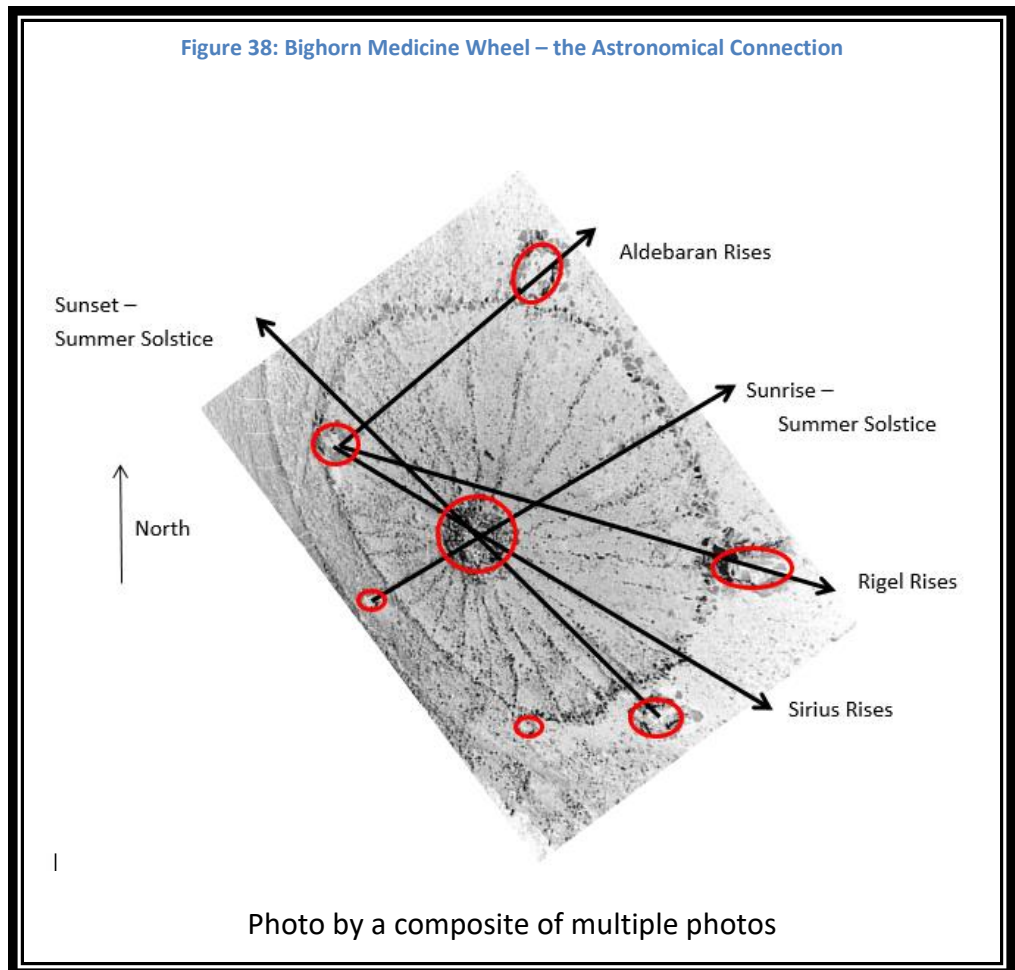 Figure 38: Bighorn Medicine Wheel – the Astronomical Connection
Aldebaran Rises
Sunset –
Summer Solstice
Sunrise –
Summer Solstice
North
Rigel Rises
Sirius Rises
|
Photo by a composite of multiple photos